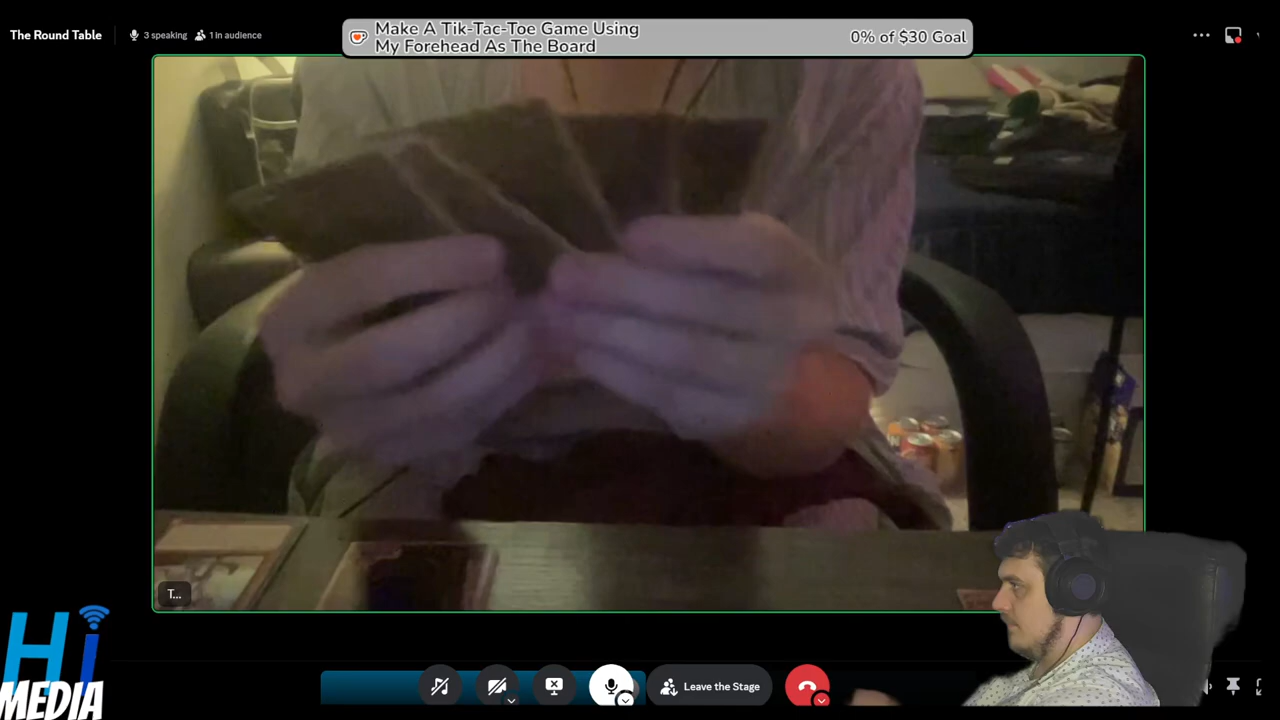 The Round Table
3 speaking
1 in audience
Make A Tik-Tac-Toe Game Using
My Forehead As The Board
0% of $30 Goal
T...
Hi
MEDIA
Leave the Stage